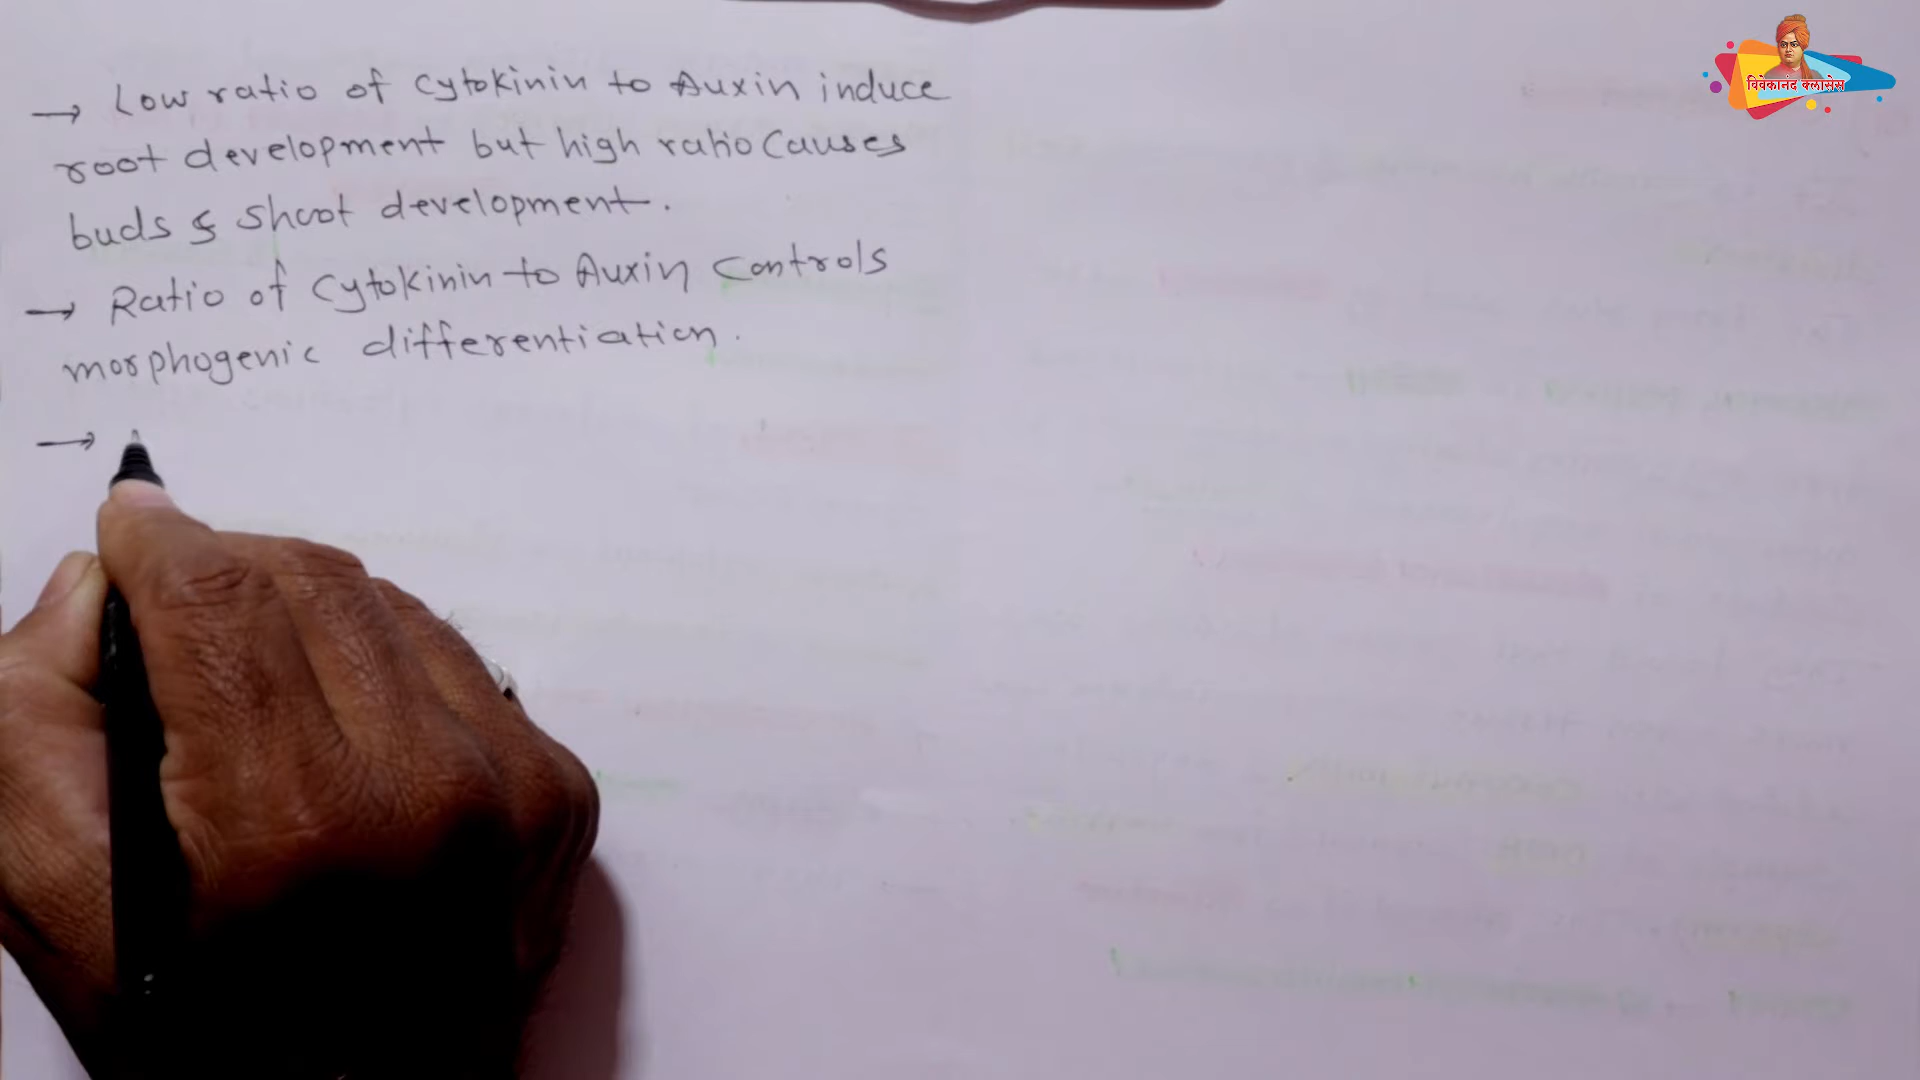 → Low ratio of cytokinin to Auxin induce
root development but high ratio causes
buds & shoot development.
→ Ratio of cytokinin to Auxin controls
morphogenic differentiation.
→
विवेकानंद क्लासेस